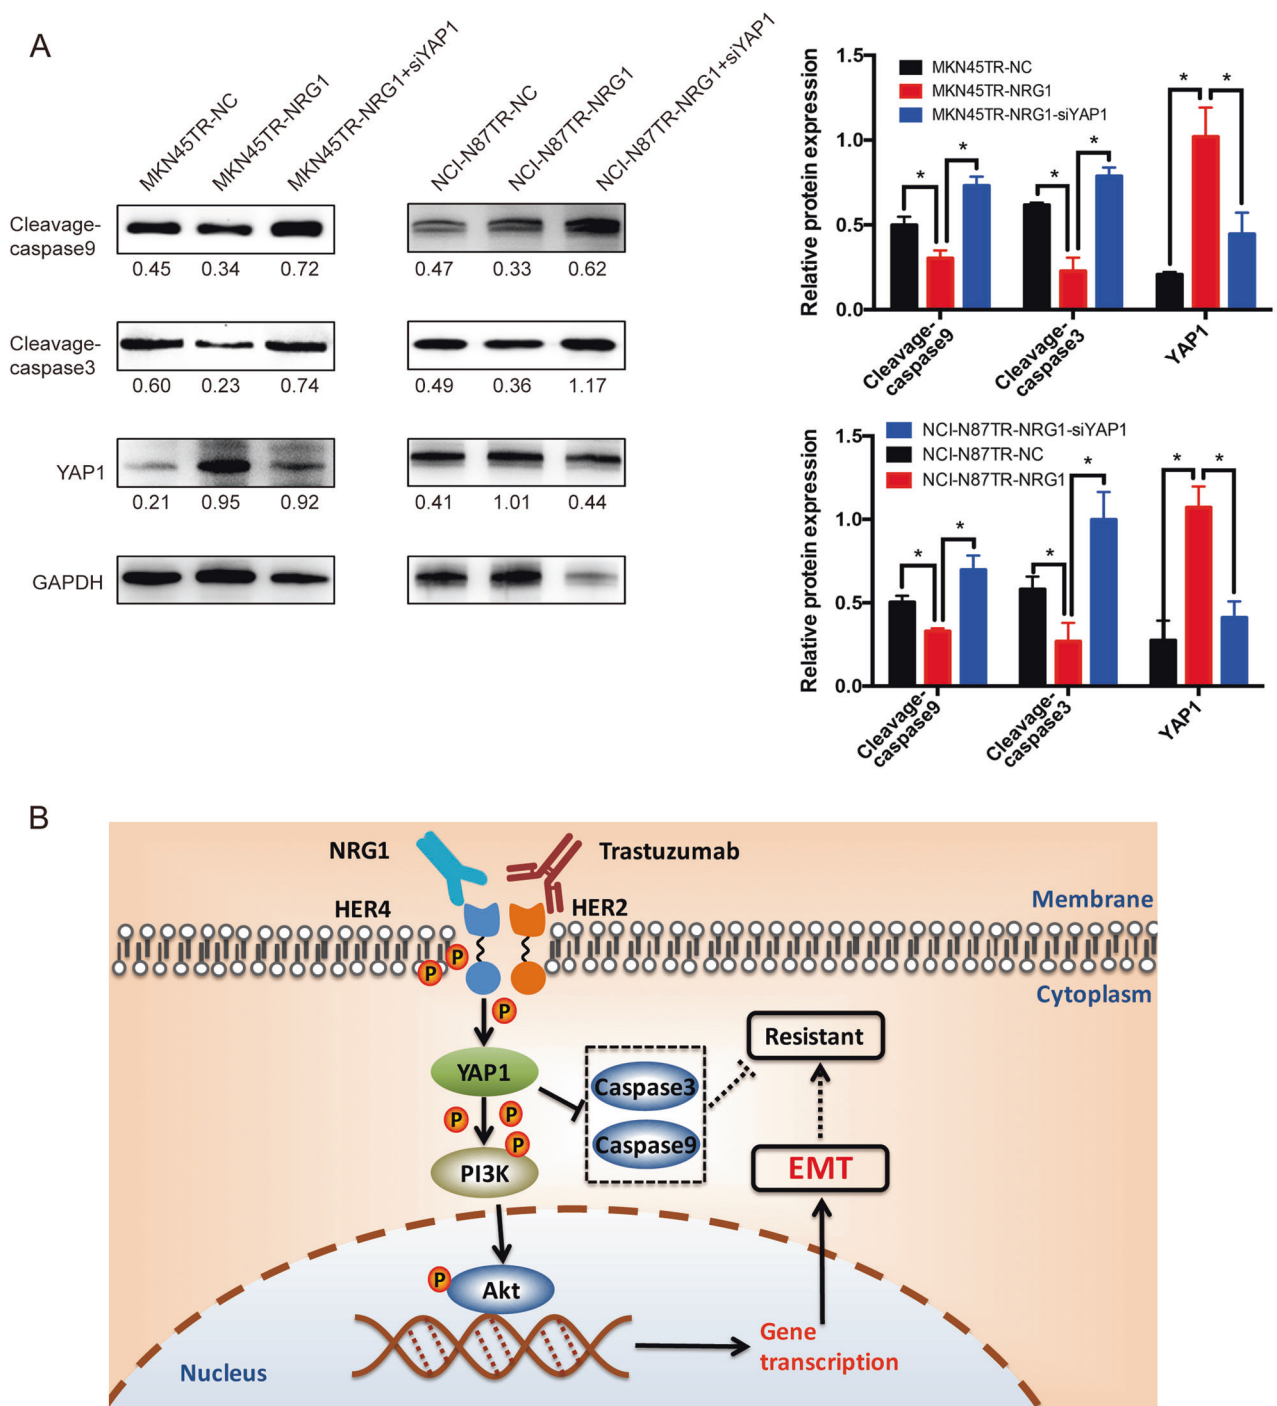 A
MKN45TR-NC
MKN45TR-NRG1
MKN45TR-NRG1+siYAP1
NCI-N87TR-NC
NCI-N87TR-NRG1
NCI-N87TR-NRG1+siYAP1
Cleavage-
caspase9
0.45 0.34 0.72
0.47 0.33 0.62
Cleavage-
caspase3
0.60 0.23 0.74
0.49 0.36 1.17
YAP1
0.21 0.95 0.92
0.41 1.01 0.44
GAPDH
Relative protein expression
1.5
1.0
0.5
0.0
MKN45TR-NC
MKN45TR-NRG1
MKN45TR-NRG1-siYAP1
* * * * * *
Cleavage-
caspase9
Cleavage-
caspase3
YAP1
Relative protein expression
1.5
1.0
0.5
0.0
NCI-N87TR-NRG1-siYAP1
NCI-N87TR-NC
NCI-N87TR-NRG1
* * * * * *
Cleavage-
caspase9
Cleavage-
caspase3
YAP1
B
NRG1
Trastuzumab
HER4
HER2
Membrane
P
P
Cytoplasm
P
Resistant
YAP1
Caspase3
P
P
P
Caspase9
PI3K
EMT
P
Akt
Gene
transcription
Nucleus